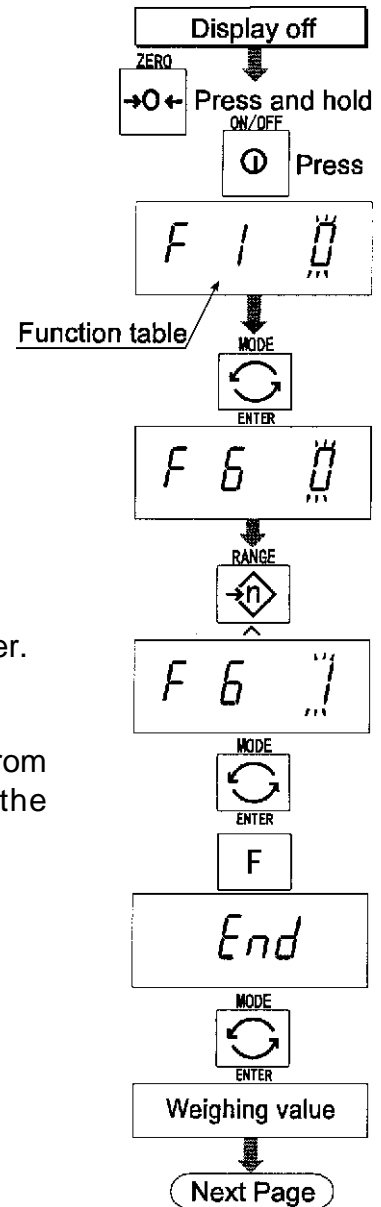 Display off
ZERO
→0← Press and hold
ON/OFF
Press
F 1 0
Function table
MODE
ENTER
F 6 0
RANGE
→n
er.
F 6 1
rom
MODE
the
ENTER
F
End
MODE
ENTER
Weighing value
Next Page